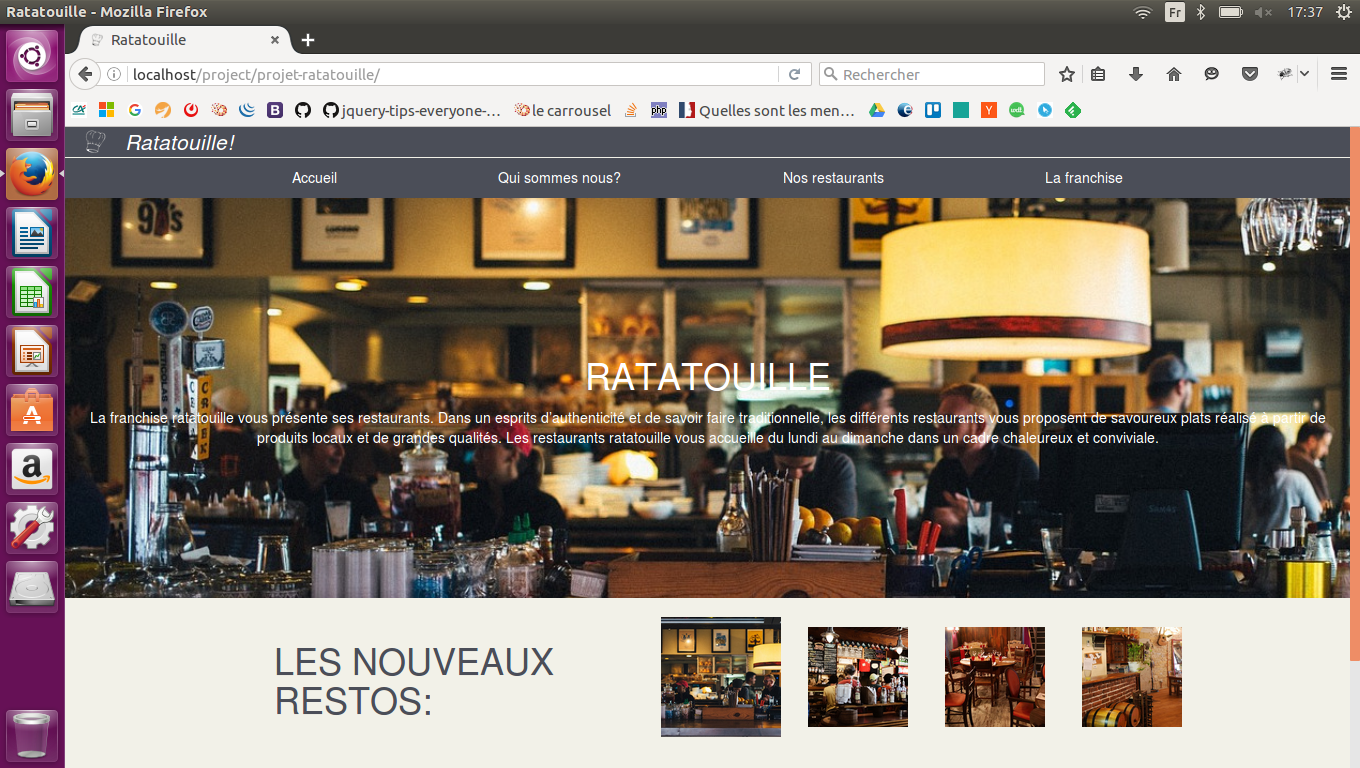 Ratatouille - Mozilla Firefox
Fr
17:37
Ratatouille
localhost/project/projet-ratatouille/
Rechercher
jquery-tips-everyone-...
le carrousel
php
Quelles sont les men...
Ratatouille!
Accueil
Qui sommes nous?
Nos restaurants
La franchise
RATATOUILLE
La franchise ratatouille vous présente ses restaurants. Dans un esprits d'authenticité et de savoir faire traditionnelle, les différents restaurants vous proposent de savoureux plats réalisé à partir de
produits locaux et de grandes qualités. Les restaurants ratatouille vous accueille du lundi au dimanche dans un cadre chaleureux et conviviale.
LES NOUVEAUX
RESTOS: